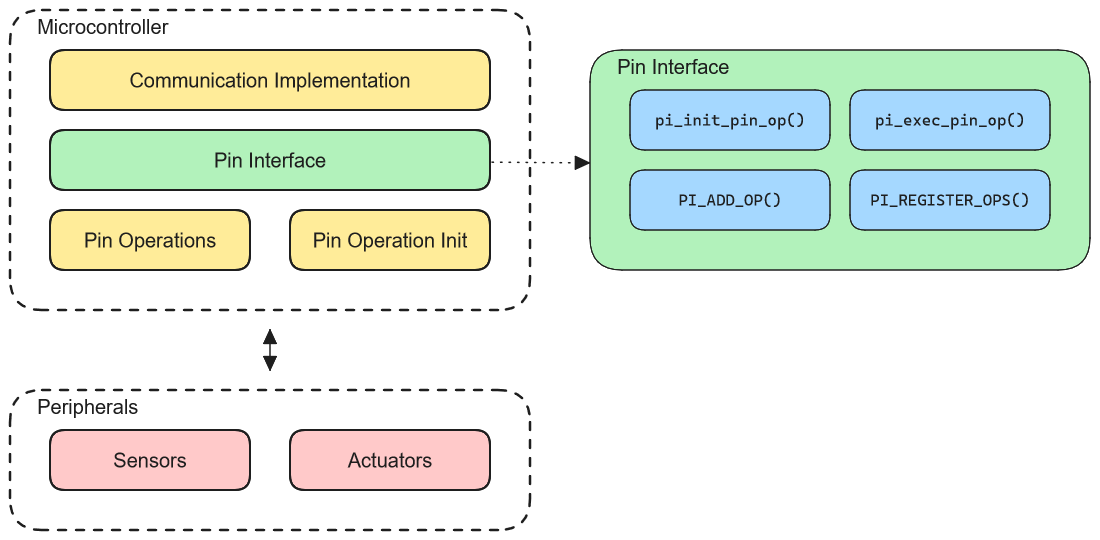 Microcontroller
Communication Implementation
Pin Interface
Pin Operations
Pin Operation Init
Pin Interface
pi_init_pin_op()
pi_exec_pin_op()
PI_ADD_OP()
PI_REGISTER_OPS()
Peripherals
Sensors
Actuators